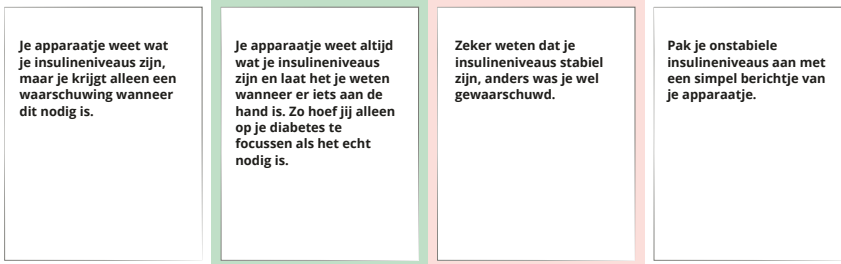 Je apparaatje weet wat
je insulineniveaus zijn,
maar je krijgt alleen een
waarschuwing wanneer
dit nodig is.
Je apparaatje weet altijd
wat je insulineniveaus
zijn en laat het je weten
wanneer er iets aan de
hand is. Zo hoef jij alleen
op je diabetes te
focussen als het echt
nodig is.
Zeker weten dat je
insulineniveaus stabiel
zijn, anders was je wel
gewaarschuwd.
Pak je onstabiele
insulineniveaus aan met
een simpel berichtje van
je apparaatje.